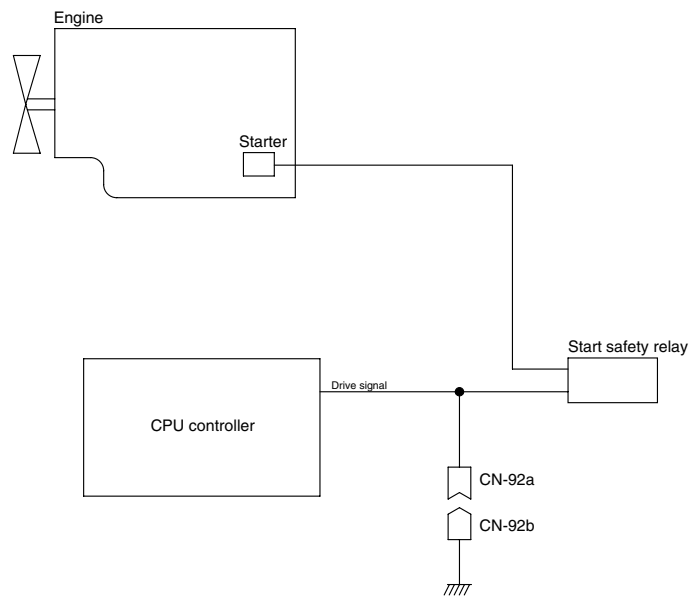 Engine
Starter
Start safety relay
Drive signal
CPU controller
CN-92a
CN-92b